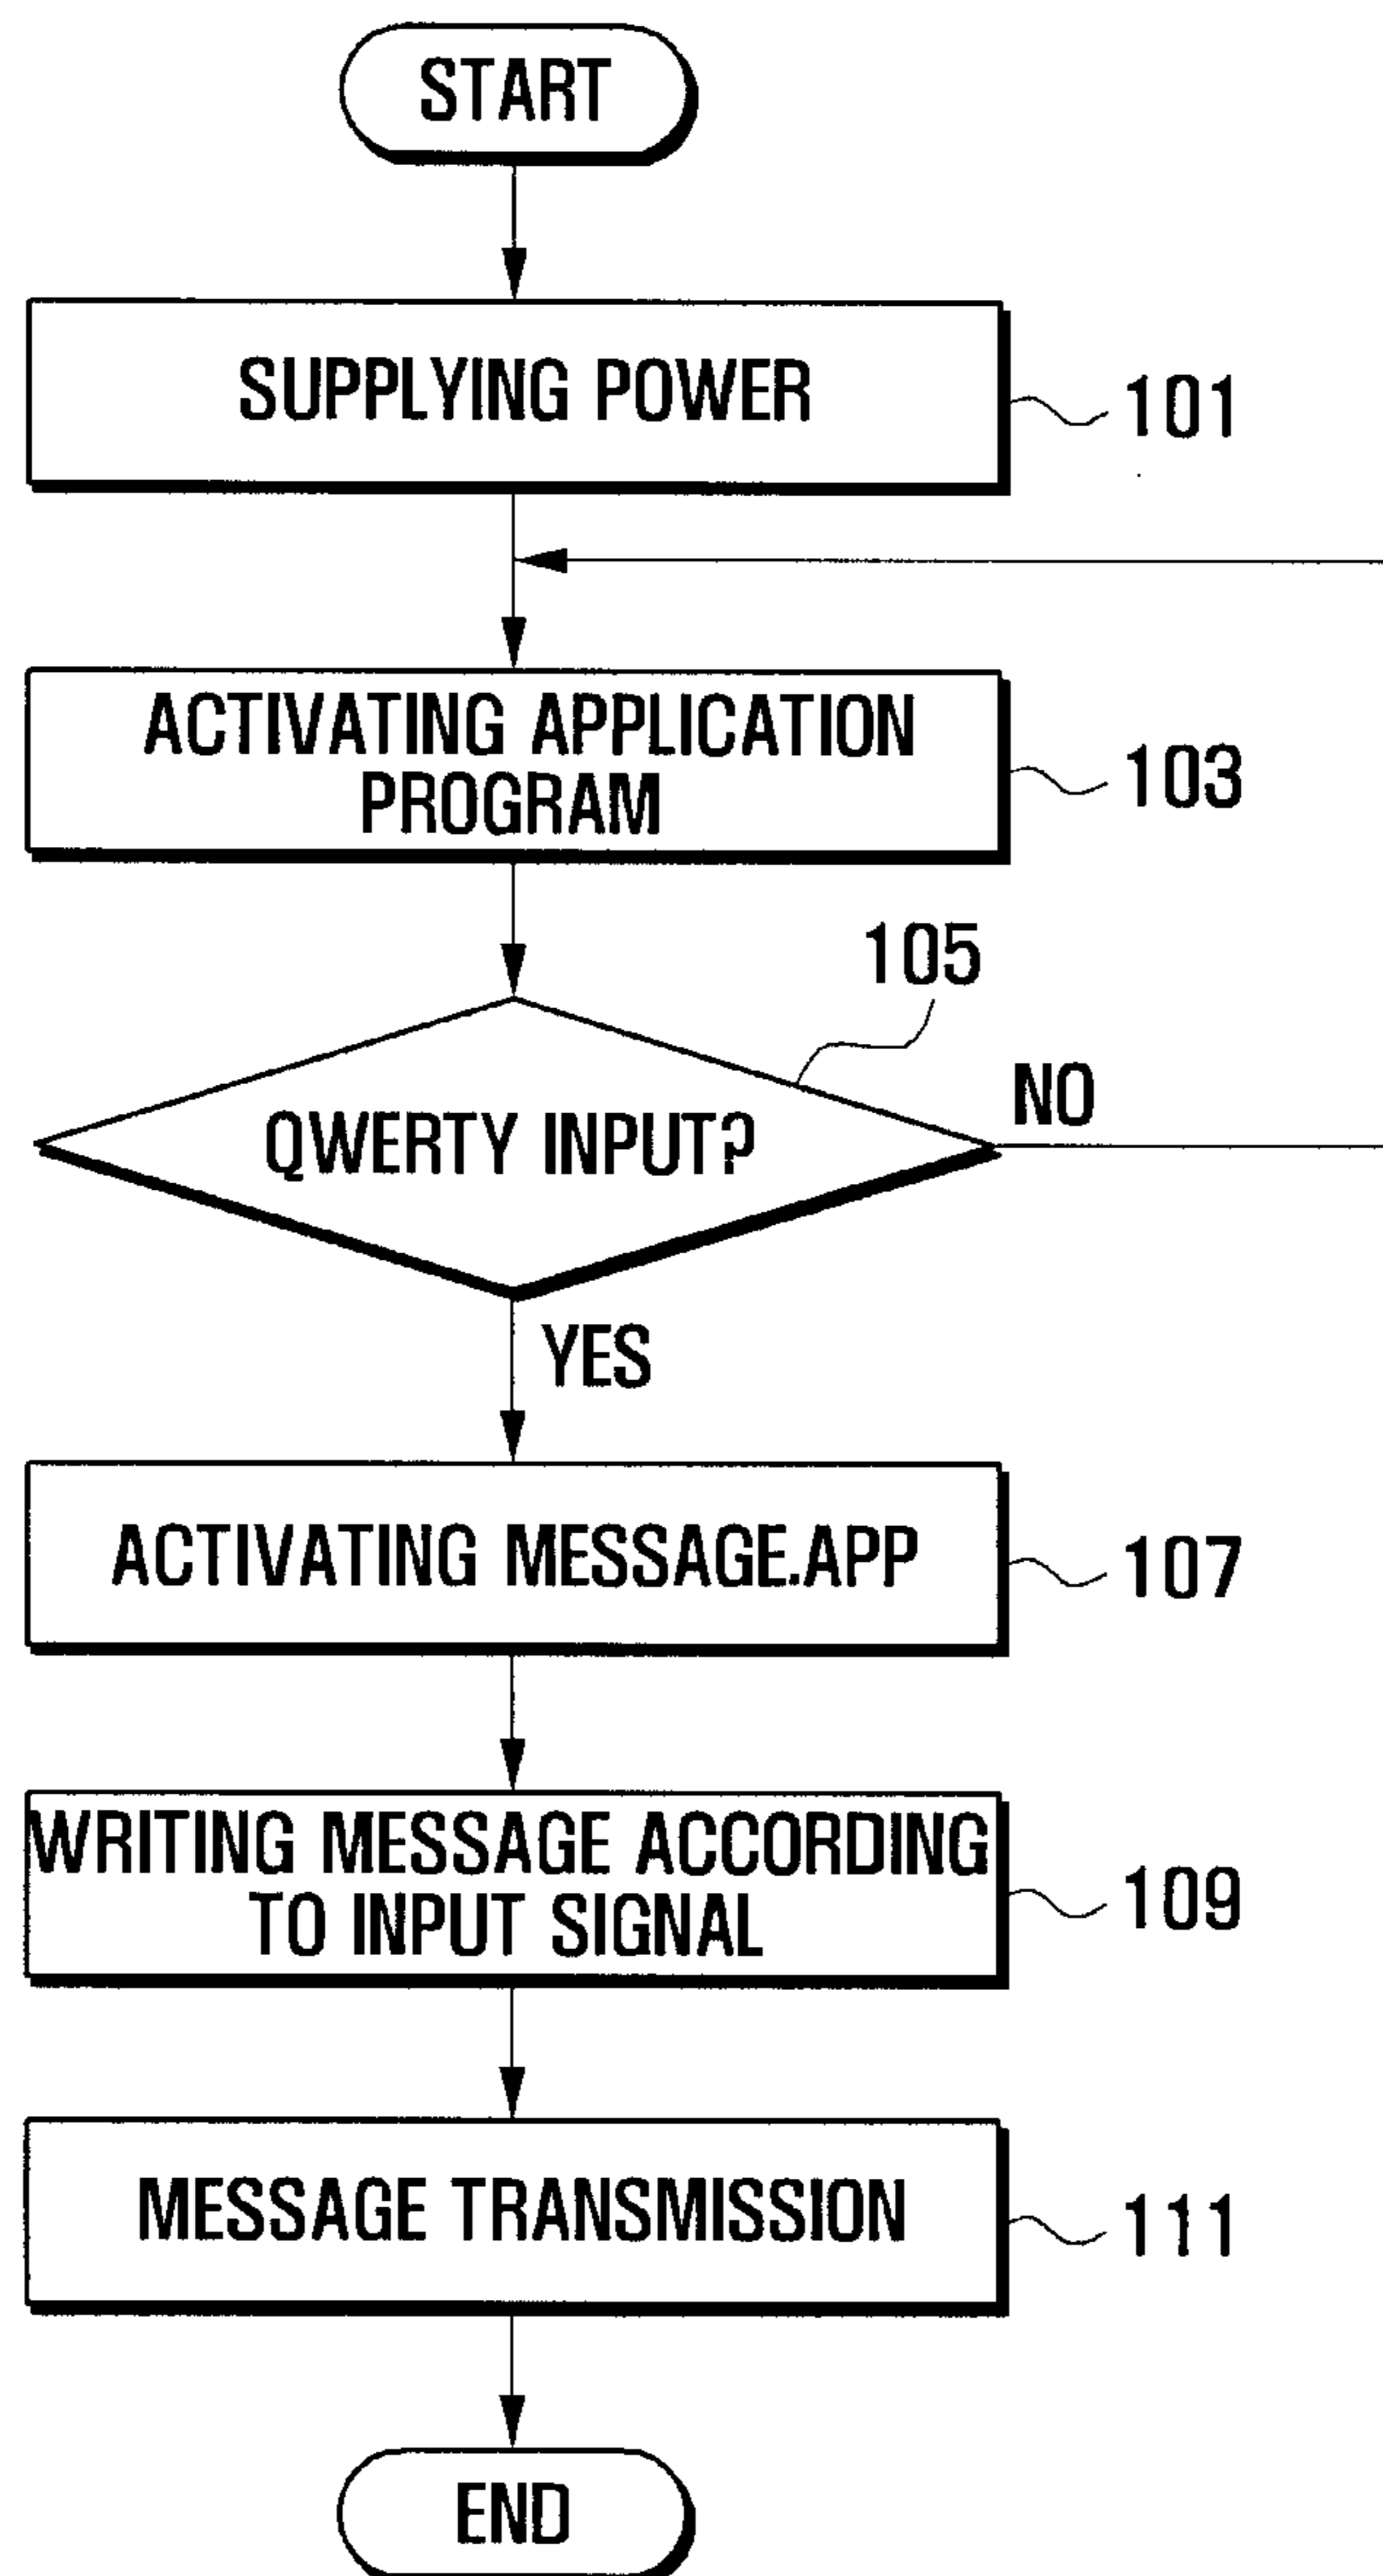 START
SUPPLYING POWER
101
ACTIVATING APPLICATION
PROGRAM
103
105
QWERTY INPUT?
NO
YES
ACTIVATING MESSAGE.APP
107
WRITING MESSAGE ACCORDING
TO INPUT SIGNAL
109
MESSAGE TRANSMISSION
111
END